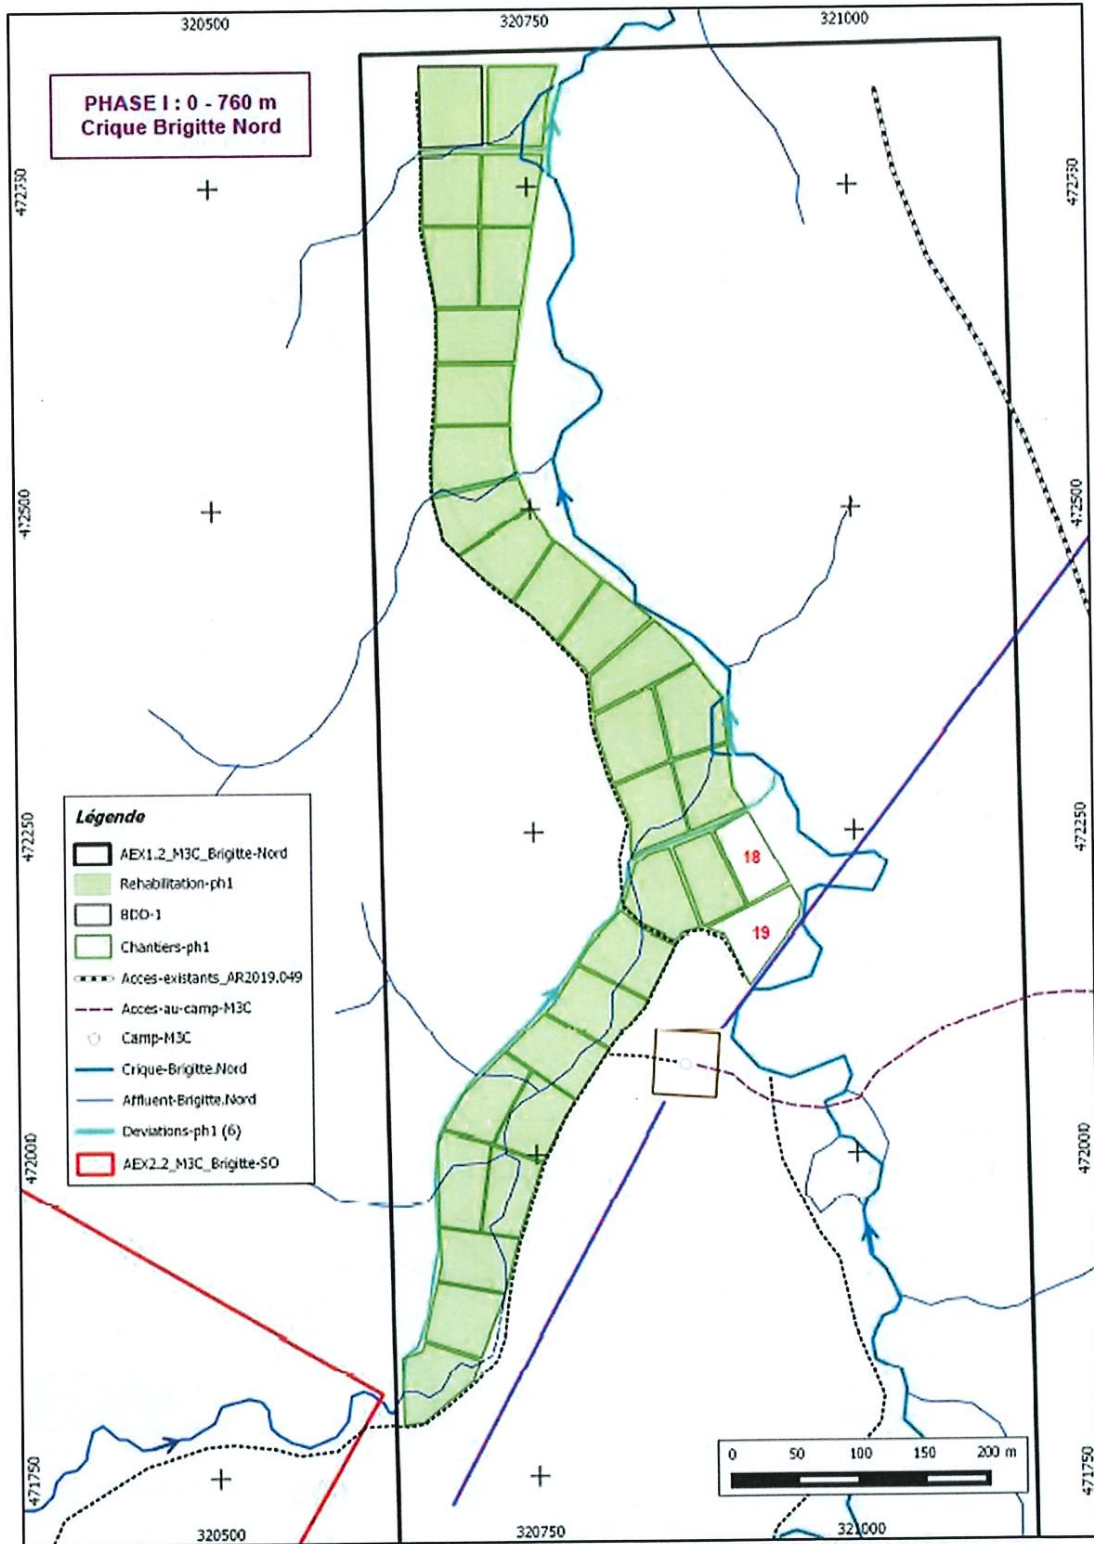 320500
320750
321000
PHASE I : 0 - 760 m
Crique Brigitte Nord
472750
472750
472500
472500
472250
472250
18
19
Légende
AEX1.2_M3C_Brigitte-Nord
Rehabilitation-ph1
BDD-1
Chantiers-ph1
Acces-existants_AR2019.049
Acces-au-camp-M3C
Camp-M3C
Crique-Brigitte.Nord
Affluent-Brigitte.Nord
Deviations-ph1 (6)
AEX2.2_M3C_Brigitte-SO
472000
472000
0 50 100 150 200 m
471750
471750
320500
320750
321000